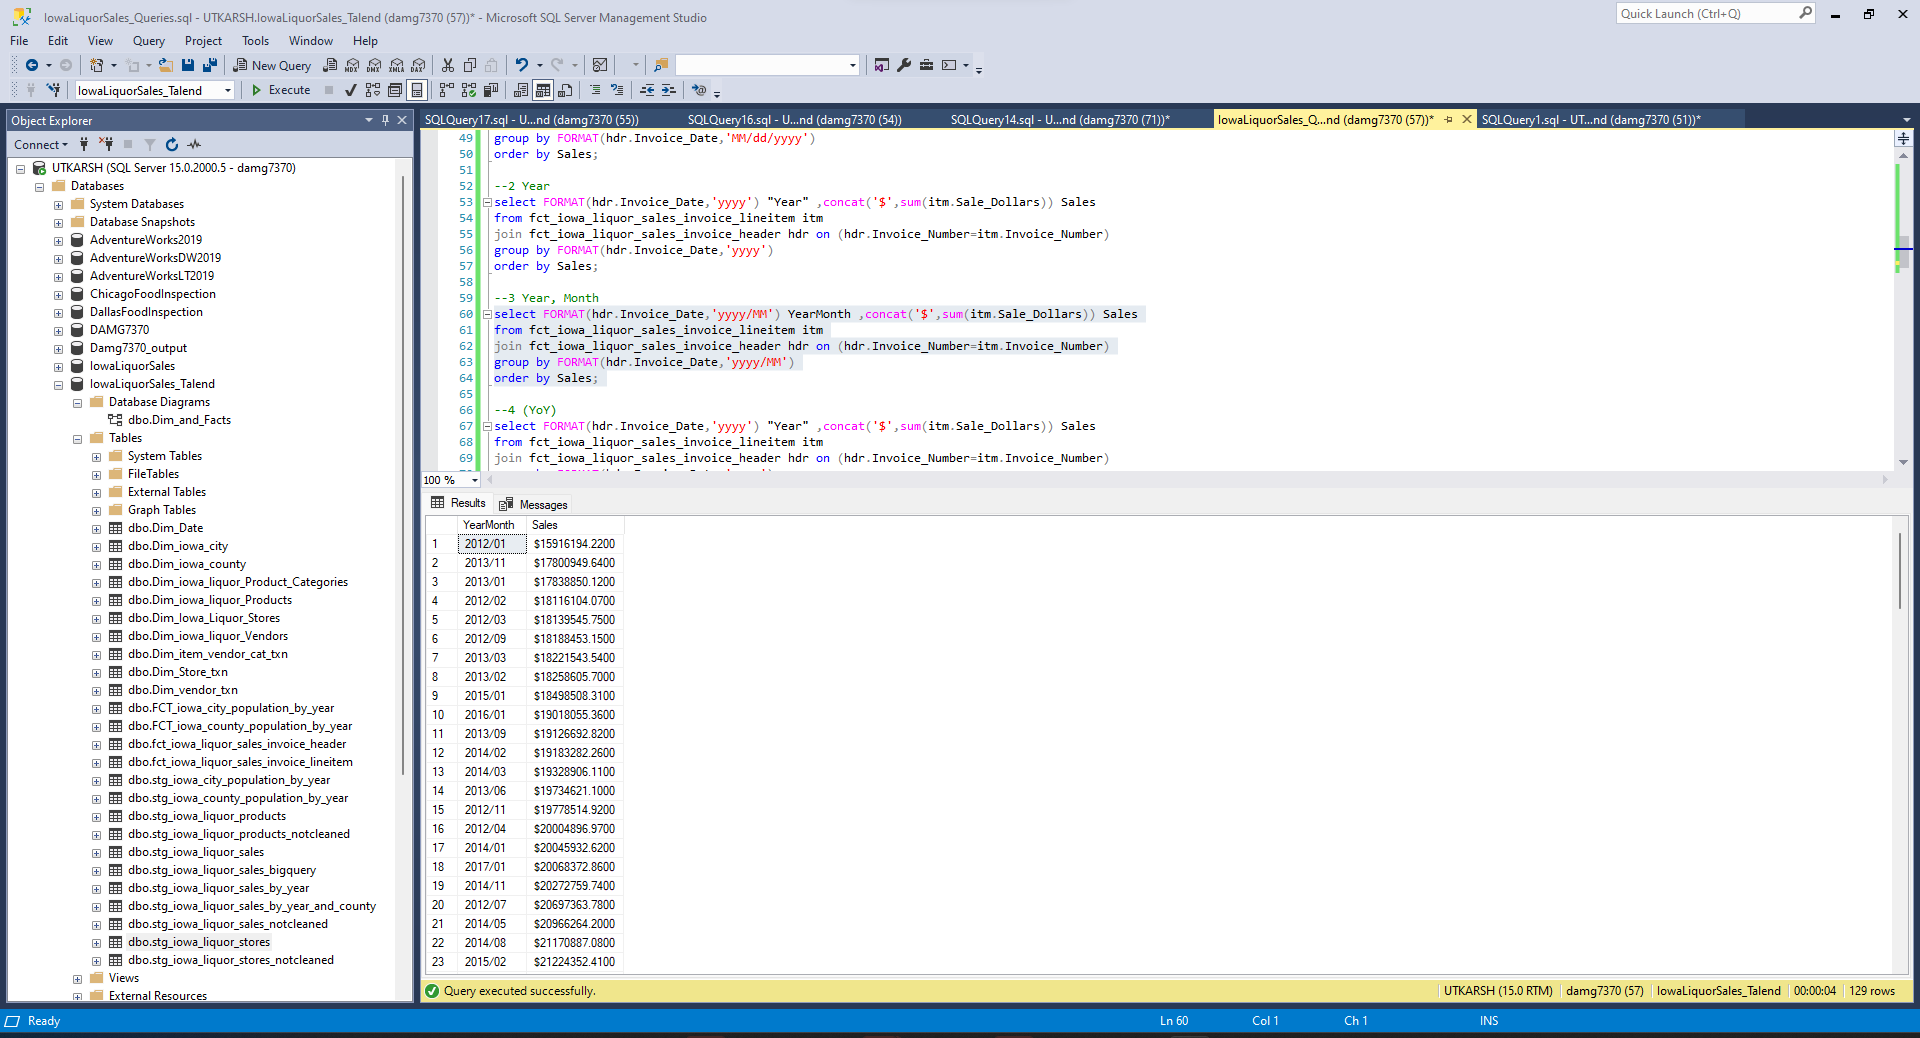 IowaLiquorSales_Queries.sql - UTKARSH.IowaLiquorSales_Talend (damg7370 (57))* - Microsoft SQL Server Management Studio
Quick Launch (Ctrl+Q)
File Edit View Query Project Tools Window Help
New Query
MDX DMX XMLA DAX
IowaLiquorSales_Talend
Execute
Object Explorer
Connect
UTKARSH (SQL Server 15.0.2000.5 - damg7370)
Databases
System Databases
Database Snapshots
AdventureWorks2019
AdventureWorksDW2019
AdventureWorksLT2019
ChicagoFoodInspection
DallasFoodInspection
DAMG7370
Damg7370_output
IowaLiquorSales
IowaLiquorSales_Talend
Database Diagrams
dbo.Dim_and_Facts
Tables
System Tables
FileTables
External Tables
Graph Tables
dbo.Dim_Date
dbo.Dim_iowa_city
dbo.Dim_iowa_county
dbo.Dim_iowa_liquor_Product_Categories
dbo.Dim_iowa_liquor_Products
dbo.Dim_Iowa_Liquor_Stores
dbo.Dim_iowa_liquor_Vendors
dbo.Dim_item_vendor_cat_txn
dbo.Dim_Store_txn
dbo.Dim_vendor_txn
dbo.FCT_iowa_city_population_by_year
dbo.FCT_iowa_county_population_by_year
dbo.fct_iowa_liquor_sales_invoice_header
dbo.fct_iowa_liquor_sales_invoice_lineitem
dbo.stg_iowa_city_population_by_year
dbo.stg_iowa_county_population_by_year
dbo.stg_iowa_liquor_products
dbo.stg_iowa_liquor_products_notcleaned
dbo.stg_iowa_liquor_sales
dbo.stg_iowa_liquor_sales_bigquery
dbo.stg_iowa_liquor_sales_by_year
dbo.stg_iowa_liquor_sales_by_year_and_county
dbo.stg_iowa_liquor_sales_notcleaned
dbo.stg_iowa_liquor_stores
dbo.stg_iowa_liquor_stores_notcleaned
Views
External Resources
SQLQuery17.sql - U...nd (damg7370 (55)) SQLQuery16.sql - U...nd (damg7370 (54)) SQLQuery14.sql - U...nd (damg7370 (71))* IowaLiquorSales_Q...nd (damg7370 (57))* SQLQuery1.sql - UT...nd (damg7370 (51))*
49 group by FORMAT(hdr.Invoice_Date,'MM/dd/yyyy')
50 order by Sales;
51
52 --2 Year
53 select FORMAT(hdr.Invoice_Date,'yyyy') "Year" ,concat('$',sum(itm.Sale_Dollars)) Sales
54 from fct_iowa_liquor_sales_invoice_lineitem itm
55 join fct_iowa_liquor_sales_invoice_header hdr on (hdr.Invoice_Number=itm.Invoice_Number)
56 group by FORMAT(hdr.Invoice_Date,'yyyy')
57 order by Sales;
58
59 --3 Year, Month
60 select FORMAT(hdr.Invoice_Date,'yyyy/MM') YearMonth ,concat('$',sum(itm.Sale_Dollars)) Sales
61 from fct_iowa_liquor_sales_invoice_lineitem itm
62 join fct_iowa_liquor_sales_invoice_header hdr on (hdr.Invoice_Number=itm.Invoice_Number)
63 group by FORMAT(hdr.Invoice_Date,'yyyy/MM')
64 order by Sales;
65
66 --4 (YoY)
67 select FORMAT(hdr.Invoice_Date,'yyyy') "Year" ,concat('$',sum(itm.Sale_Dollars)) Sales
68 from fct_iowa_liquor_sales_invoice_lineitem itm
69 join fct_iowa_liquor_sales_invoice_header hdr on (hdr.Invoice_Number=itm.Invoice_Number)
100 %
Results Messages
YearMonth Sales
1 2012/01 $15916194.2200
2 2013/11 $17800949.6400
3 2013/01 $17838850.1200
4 2012/02 $18116104.0700
5 2012/03 $18139545.7500
6 2012/09 $18188453.1500
7 2013/03 $18221543.5400
8 2013/02 $18258605.7000
9 2015/01 $18498508.3100
10 2016/01 $19018055.3600
11 2013/09 $19126692.8200
12 2014/02 $19183282.2600
13 2014/03 $19328906.1100
14 2013/06 $19734621.1000
15 2012/11 $19778514.9200
16 2012/04 $20004896.9700
17 2014/01 $20045932.6200
18 2017/01 $20068372.8600
19 2014/11 $20272759.7400
20 2012/07 $20697363.7800
21 2014/05 $20966264.2000
22 2014/08 $21170887.0800
23 2015/02 $21224352.4100
Query executed successfully.
UTKARSH (15.0 RTM) damg7370 (57) IowaLiquorSales_Talend 00:00:04 129 rows
Ready Ln 60 Col 1 Ch 1 INS